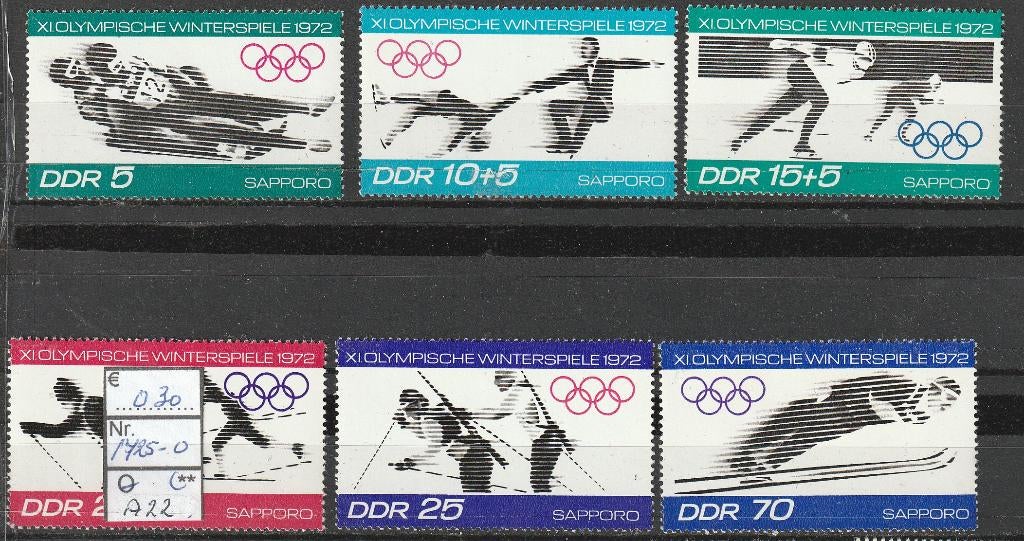 XI.OLYMPISCHE WINTERSPIELE 1972
DDR 5 SAPPORO
XI.OLYMPISCHE WINTERSPIELE 1972
DDR 10+5 SAPPORO
XI.OLYMPISCHE WINTERSPIELE 1972
DDR 15+5 SAPPORO
XI.OLYMPISCHE WINTERSPIELE 1972
DDR 2 SAPPORO
€ 0.30
Nr.
1425-0
**
A22
XI.OLYMPISCHE WINTERSPIELE 1972
DDR 25 SAPPORO
XI.OLYMPISCHE WINTERSPIELE 1972
DDR 70 SAPPORO